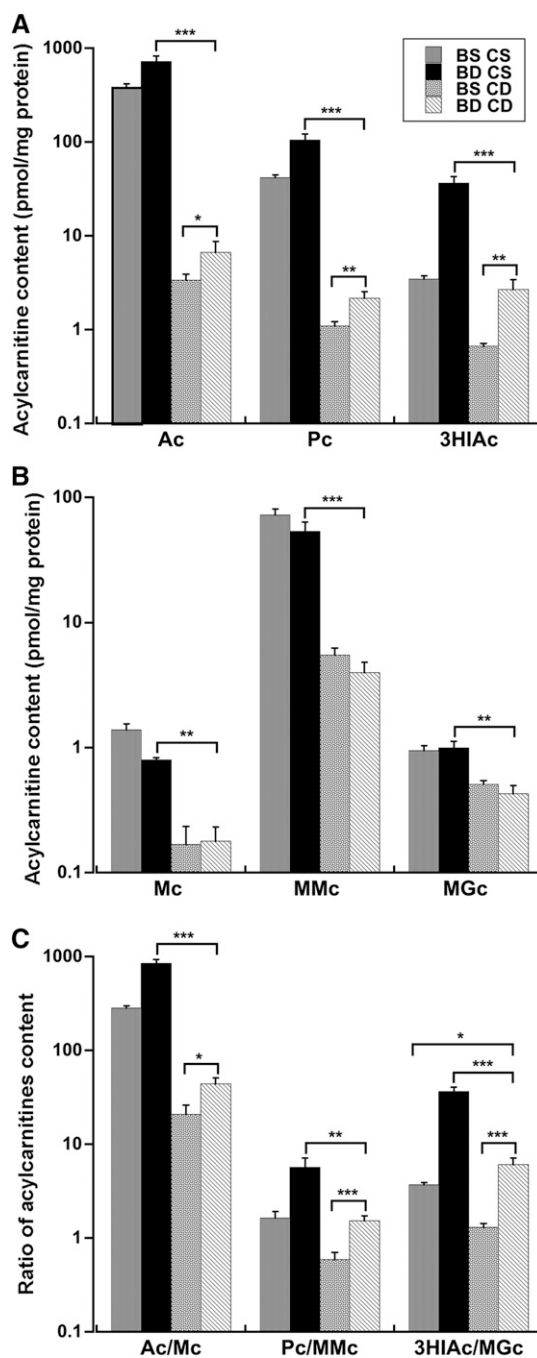 A
Acylcarnitine content (pmol/mg protein)
1000
100
10
1
0.1
***
*
***
**
***
**
BS CS
BD CS
BS CD
BD CD
Ac Pc 3HIAc
B
Acylcarnitine content (pmol/mg protein)
100
10
1
0.1
**
***
**
Mc MMc MGc
C
Ratio of acylcarnitines content
1000
100
10
1
0.1
***
*
**
***
*
***
***
Ac/Mc Pc/MMc 3HIAc/MGc